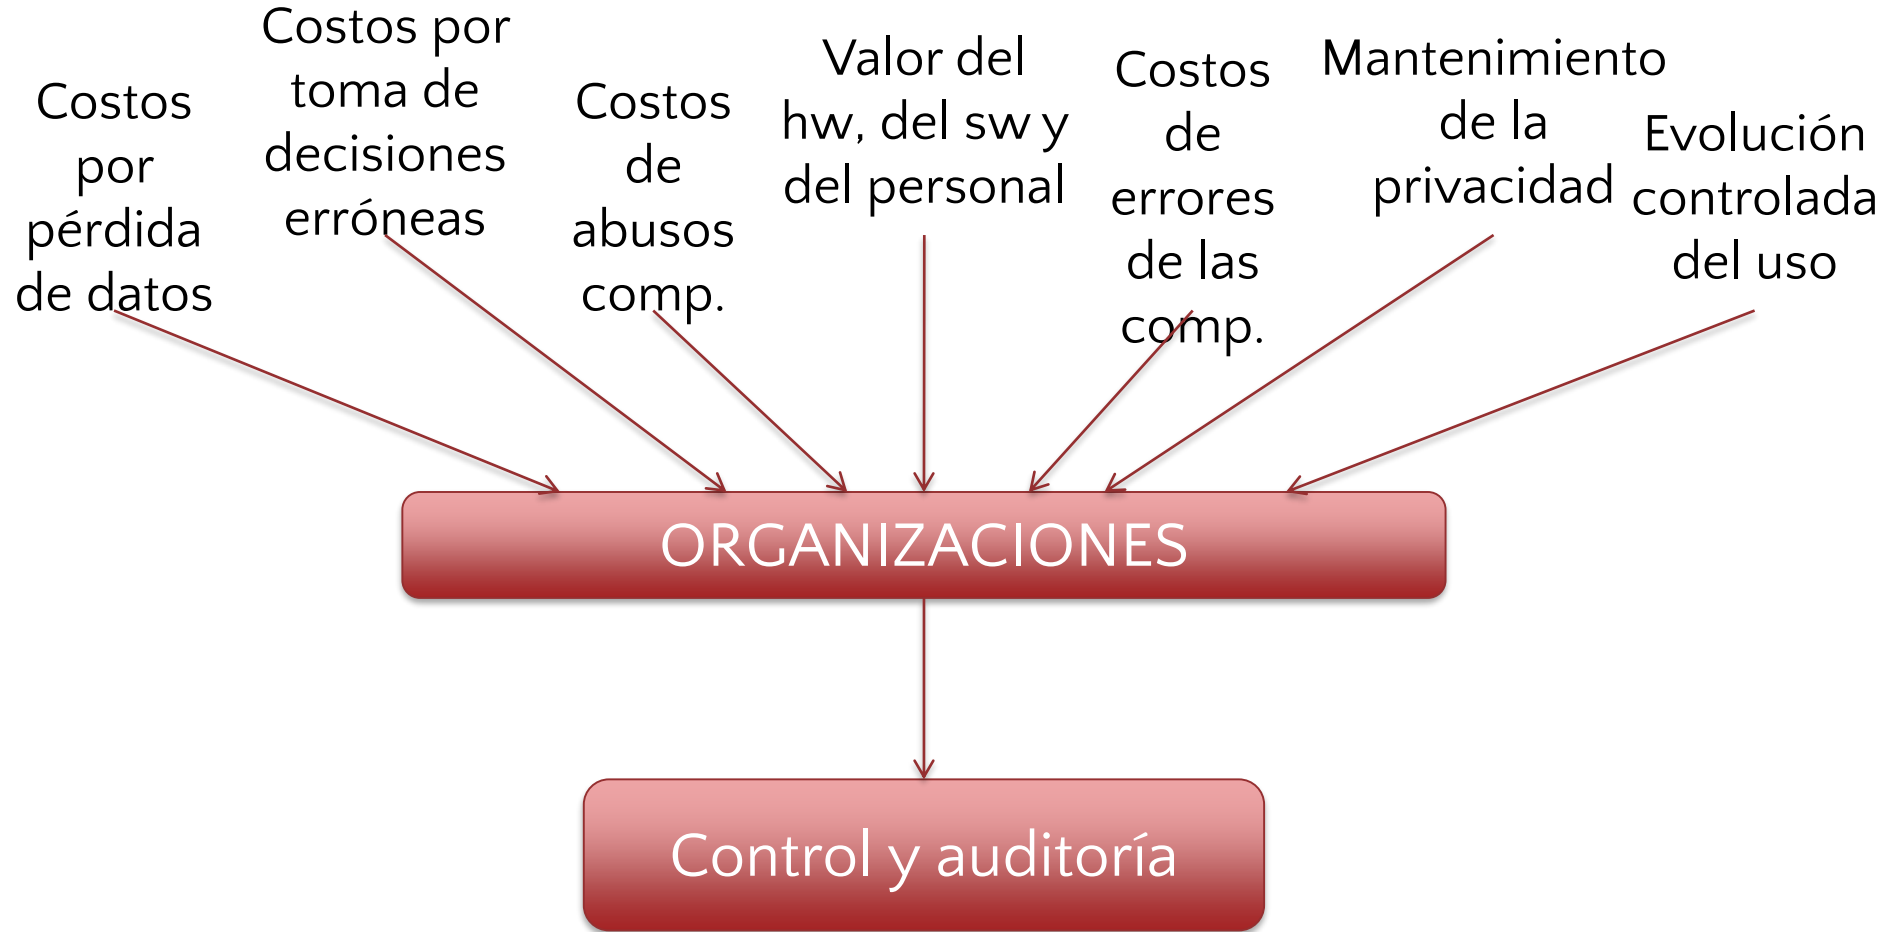 Costos
por
pérdida
de datos
Costos por
toma de
decisiones
erróneas
Costos
de
abusos
comp.
Valor del
hw, del sw y
del personal
Costos
de
errores
de las
comp.
Mantenimiento
de la
privacidad
Evolución
controlada
del uso
ORGANIZACIONES
Control y auditoría